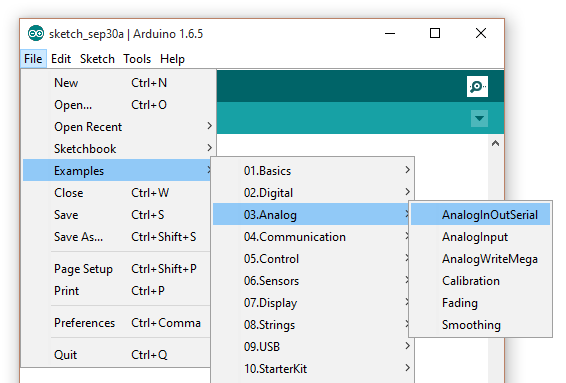 sketch_sep30a | Arduino 1.6.5
File Edit Sketch Tools Help
New Ctrl+N
Open... Ctrl+O
Open Recent
Sketchbook
Examples
Close Ctrl+W
Save Ctrl+S
Save As... Ctrl+Shift+S
Page Setup Ctrl+Shift+P
Print Ctrl+P
Preferences Ctrl+Comma
Quit Ctrl+Q
01.Basics
02.Digital
03.Analog
04.Communication
05.Control
06.Sensors
07.Display
08.Strings
09.USB
10.StarterKit
AnalogInOutSerial
AnalogInput
AnalogWriteMega
Calibration
Fading
Smoothing